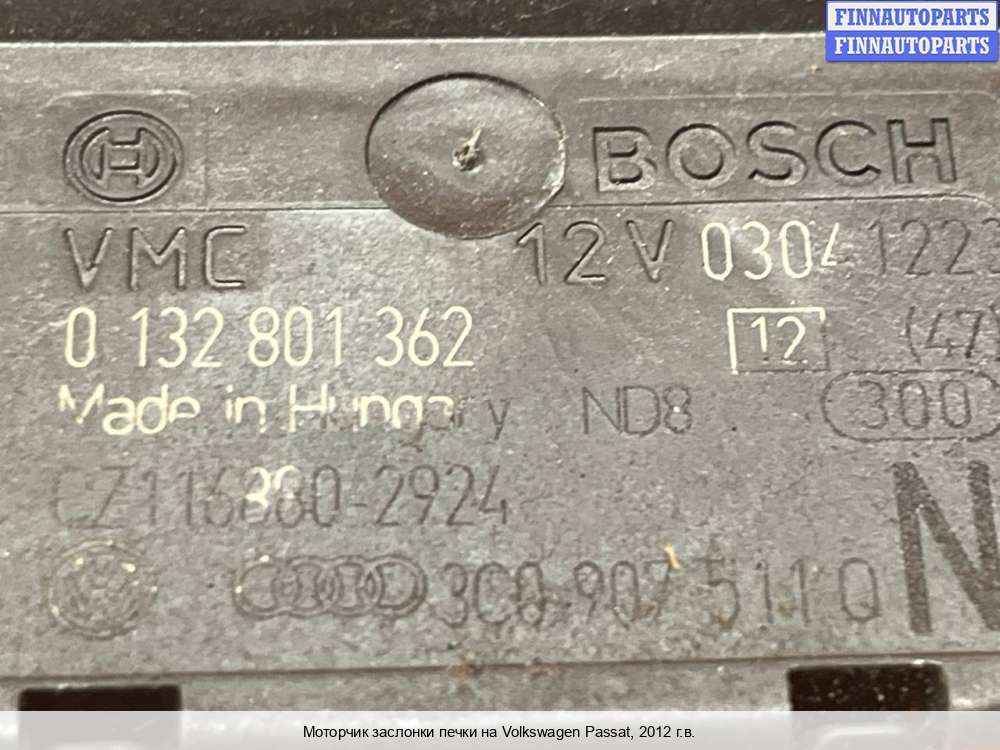 FINNAUTOPARTS
FINNAUTOPARTS
BOSCH
VMC 12V 0304 1223
0 132 801 362 12 (47)
Made in Hungary ND8 300
CZ116880-2924 N
3C0 907 511 Q
Моторчик заслонки печки на Volkswagen Passat, 2012 г.в.